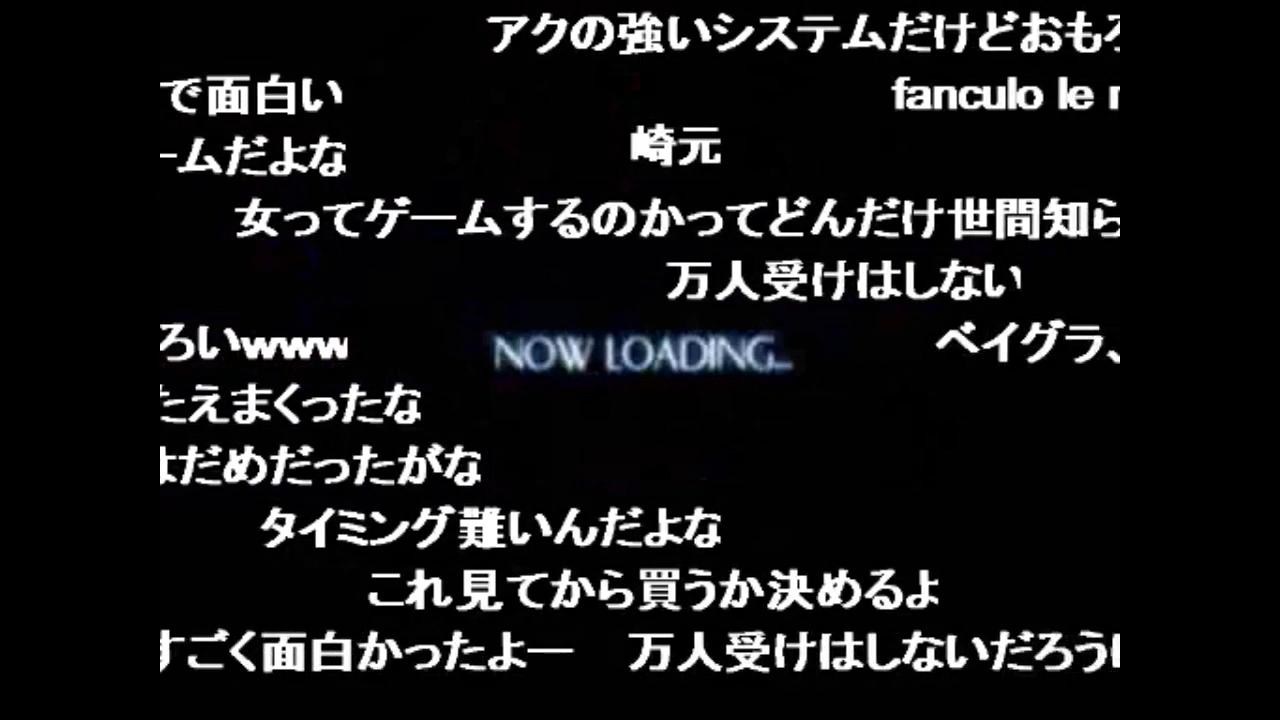 アクの強いシステムだけどおもろ
で面白い
fanculo le
崎元
ームだよな
女ってゲームするのかってどんだけ世間知ら
万人受けはしない
ろいwww
NOW LOADING...
ベイグラ、
たえまくったな
だめだったがな
タイミング難いんだよな
これ見てから買うか決めるよ
すごく面白かったよー
万人受けはしないだろう